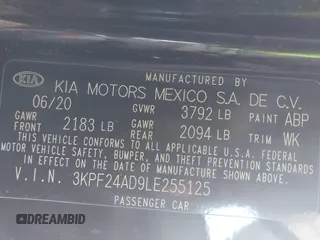 MANUFACTURED BY
KIA KIA MOTORS MEXICO S.A. DE C.V.
06/20 GVWR 3792 LB PAINT ABP
GAWR FRONT 2183 LB GAWR REAR 2094 LB TRIM WK
THIS VEHICLE CONFORMS TO ALL APPLICABLE U.S. FEDERAL
MOTOR VEHICLE SAFETY, BUMPER, AND THEFT PREVENTION STANDARDS
IN EFFECT ON THE DATE OF MANUFACTURE SHOWN ABOVE.
V.I.N. 3KPF24AD9LE255125
PASSENGER CAR
DREAMBID